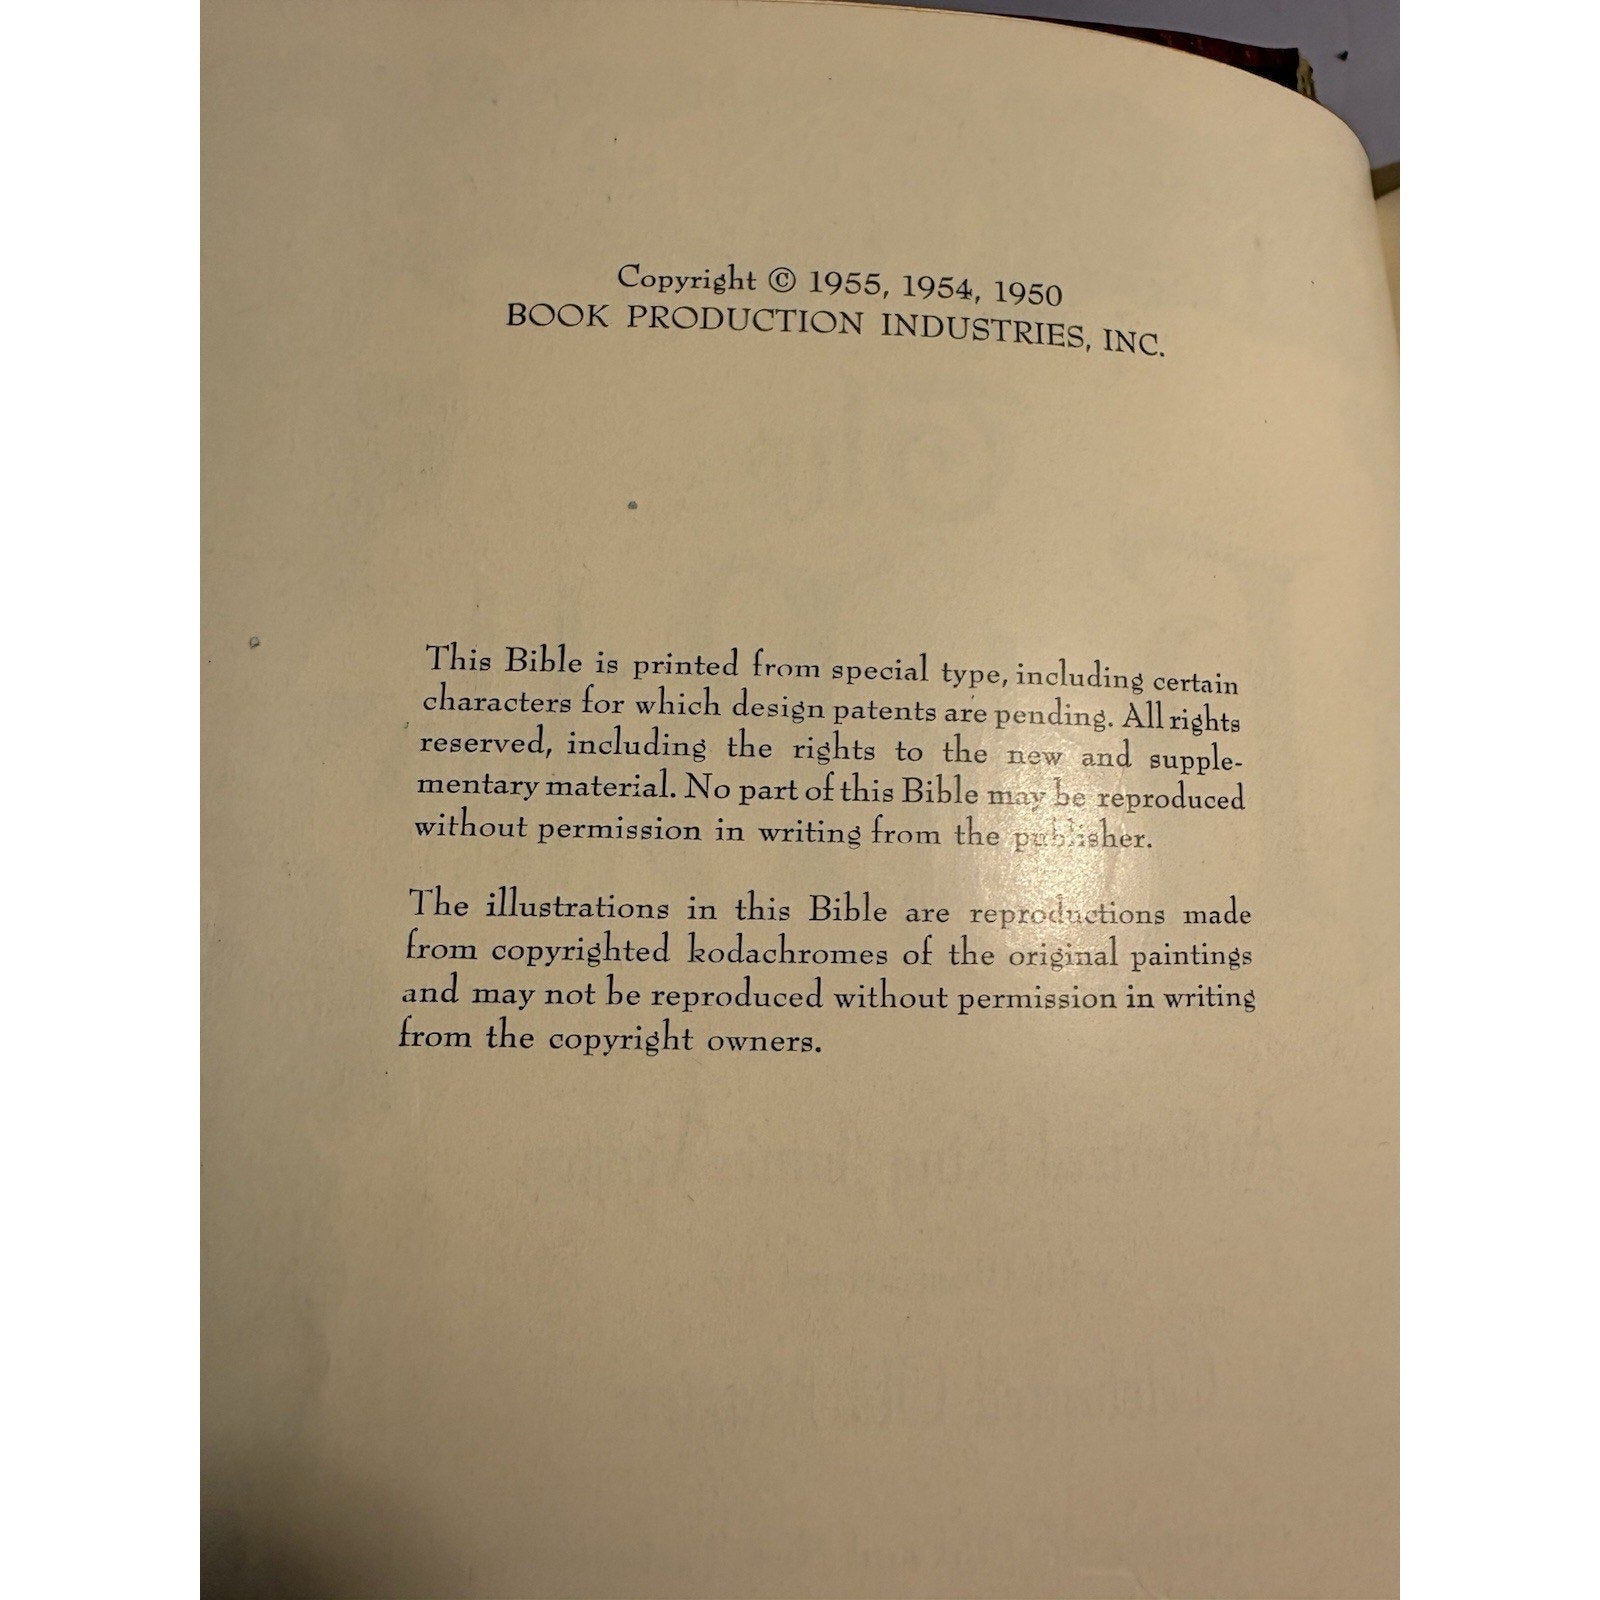 Copyright © 1955, 1954, 1950
BOOK PRODUCTION INDUSTRIES, INC.
This Bible is printed from special type, including certain
characters for which design patents are pending. All rights
reserved, including the rights to the new and supple-
mentary material. No part of this Bible may be reproduced
without permission in writing from the publisher.
The illustrations in this Bible are reproductions made
from copyrighted kodachromes of the original paintings
and may not be reproduced without permission in writing
from the copyright owners.